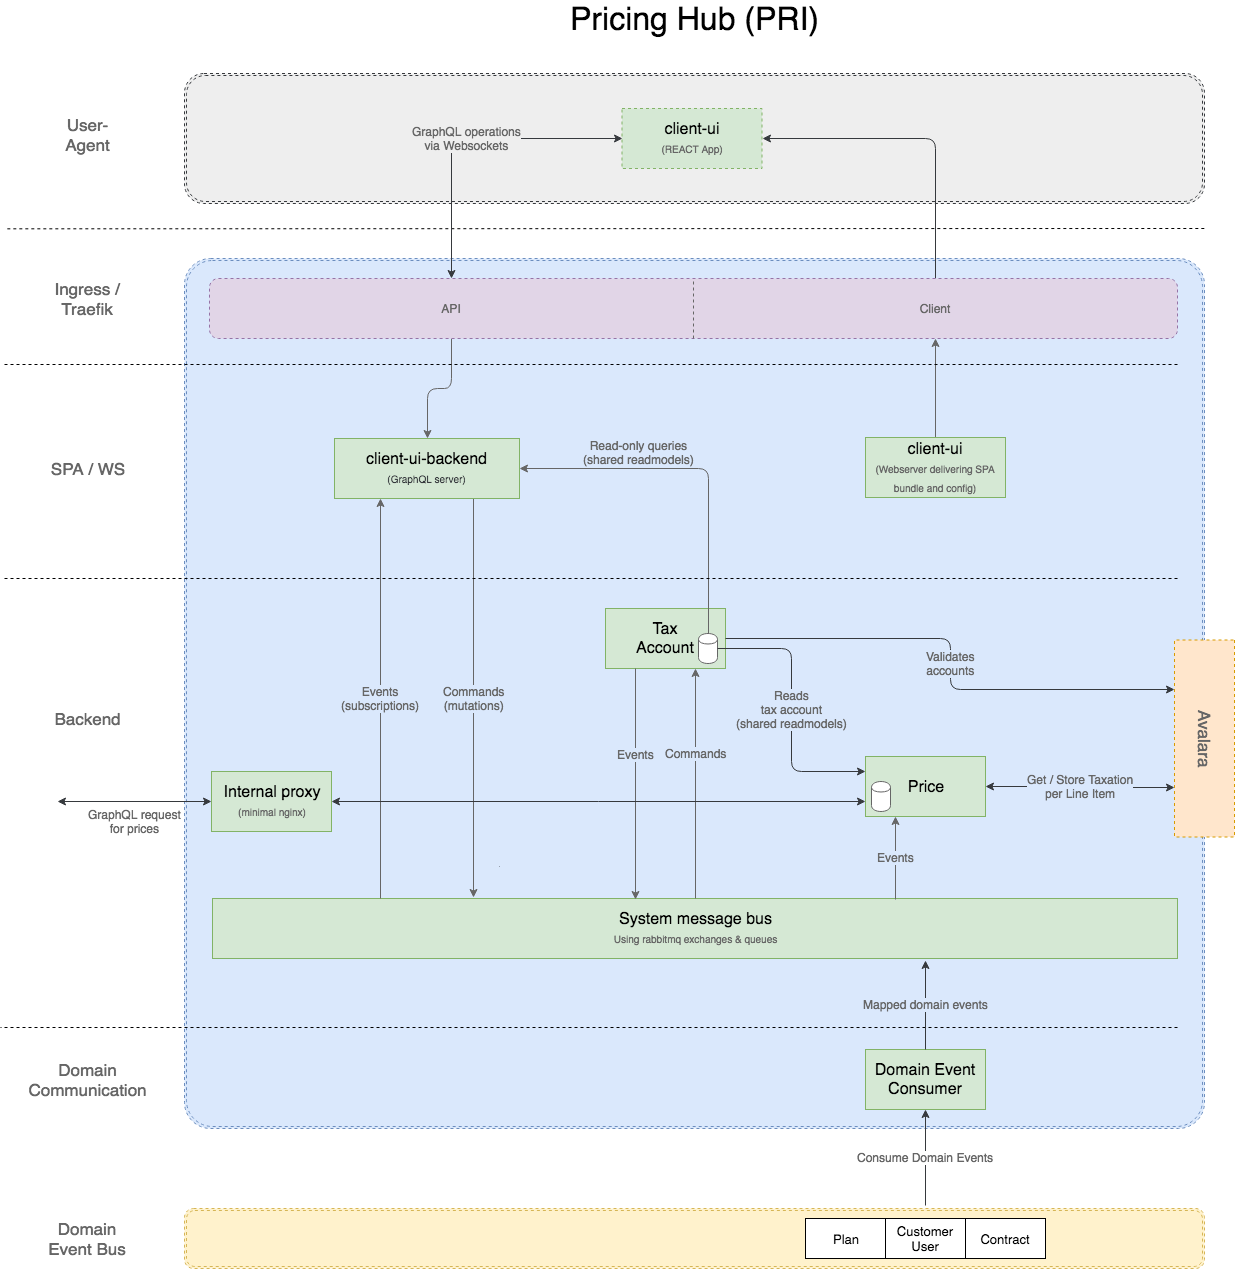 Pricing Hub (PRI)
User-
Agent
GraphQL operations
via Websockets
client-ui
(REACT App)
Ingress /
Traefik
API
Client
SPA / WS
client-ui-backend
(GraphQL server)
Read-only queries
(shared readmodels)
client-ui
(Webserver delivering SPA
bundle and config)
Backend
Tax
Account
Validates
accounts
Events
(subscriptions)
Commands
(mutations)
Reads
tax account
(shared readmodels)
Events
Commands
Avalara
Internal proxy
(minimal nginx)
Price
Get / Store Taxation
per Line Item
GraphQL request
for prices
Events
System message bus
Using rabbitmq exchanges & queues
Mapped domain events
Domain
Communication
Domain Event
Consumer
Consume Domain Events
Domain
Event Bus
Plan
Customer
User
Contract